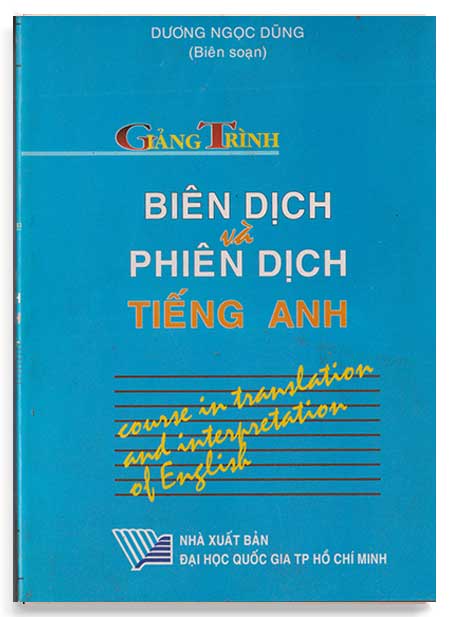 DƯƠNG NGỌC DŨNG
(Biên soạn)
GIẢNG TRÌNH
BIÊN DỊCH
và
PHIÊN DỊCH
TIẾNG ANH
course in translation
and interpretation
of English
NHÀ XUẤT BẢN
ĐẠI HỌC QUỐC GIA TP HỒ CHÍ MINH